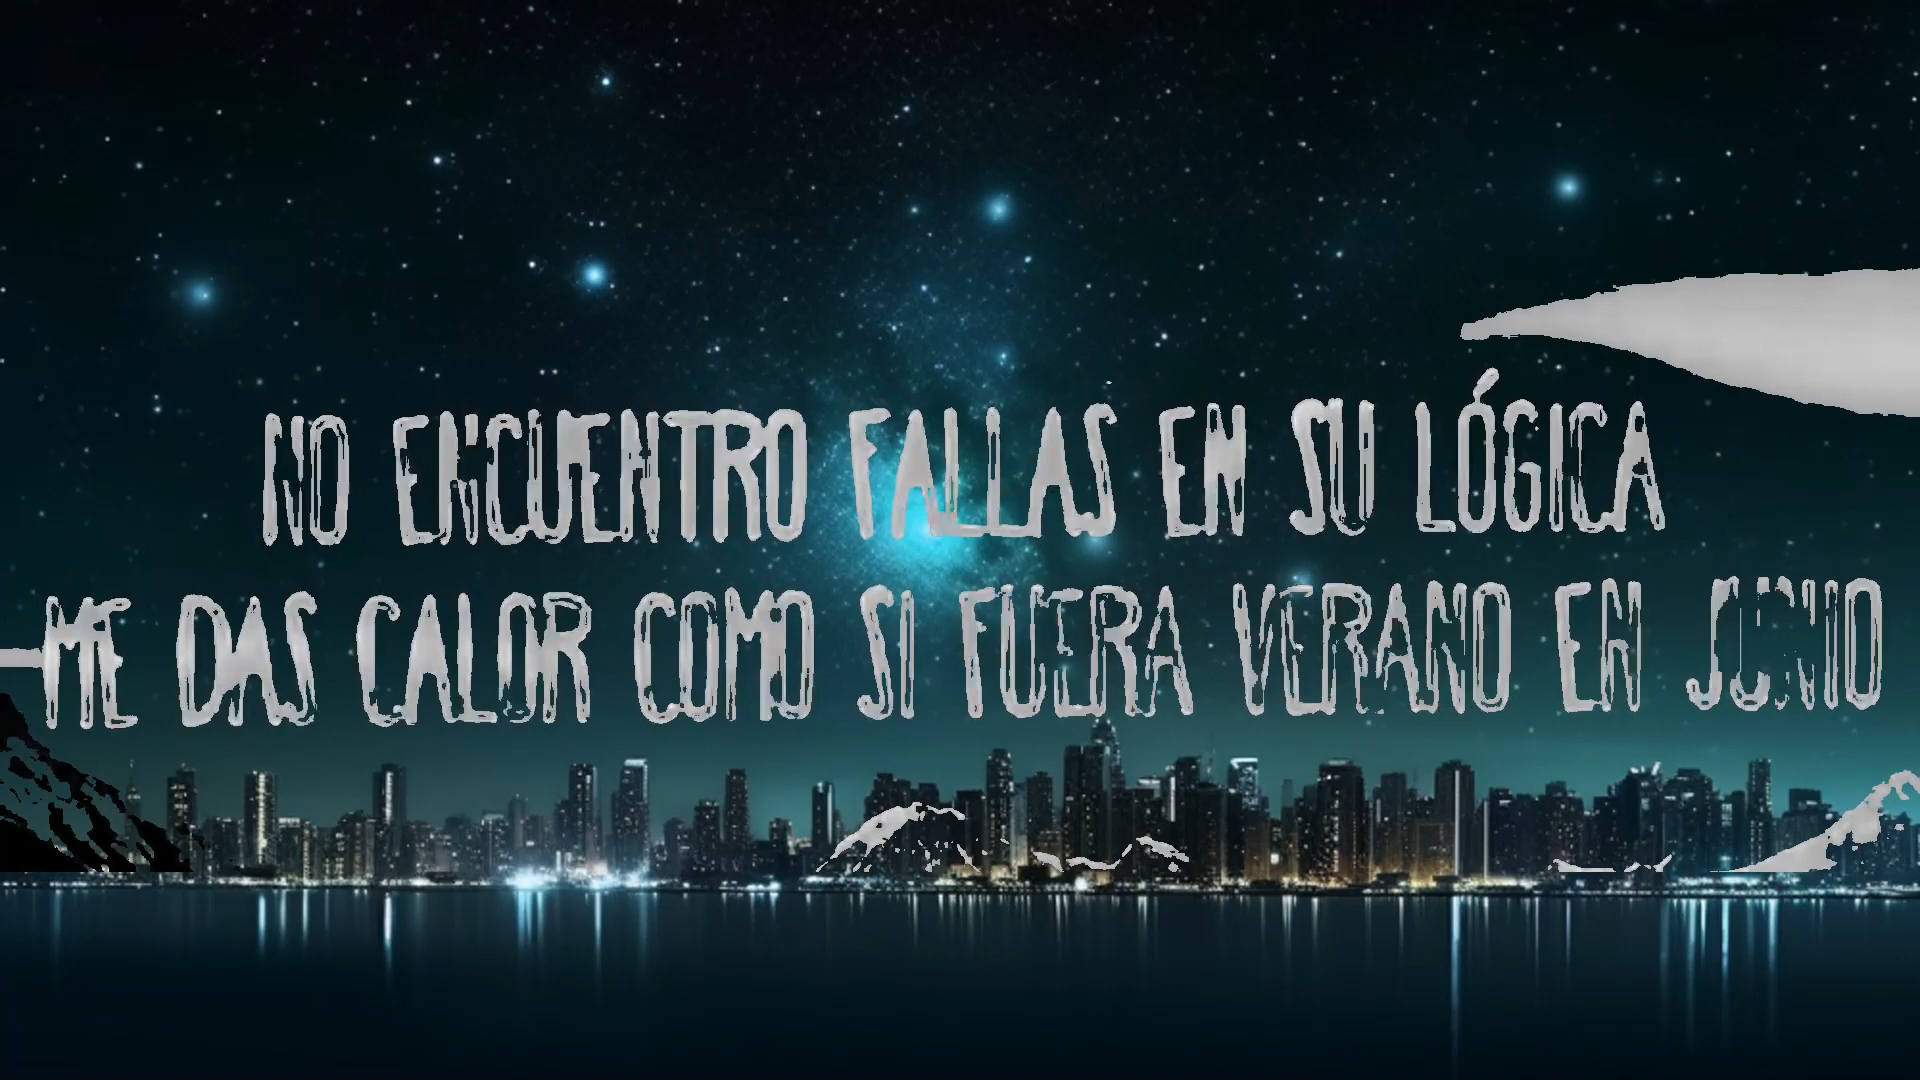 NO ENCUENTRO FALLAS EN SU LÓGICA
ME DAS CALOR COMO SI FUERA VERANO EN JUNIO